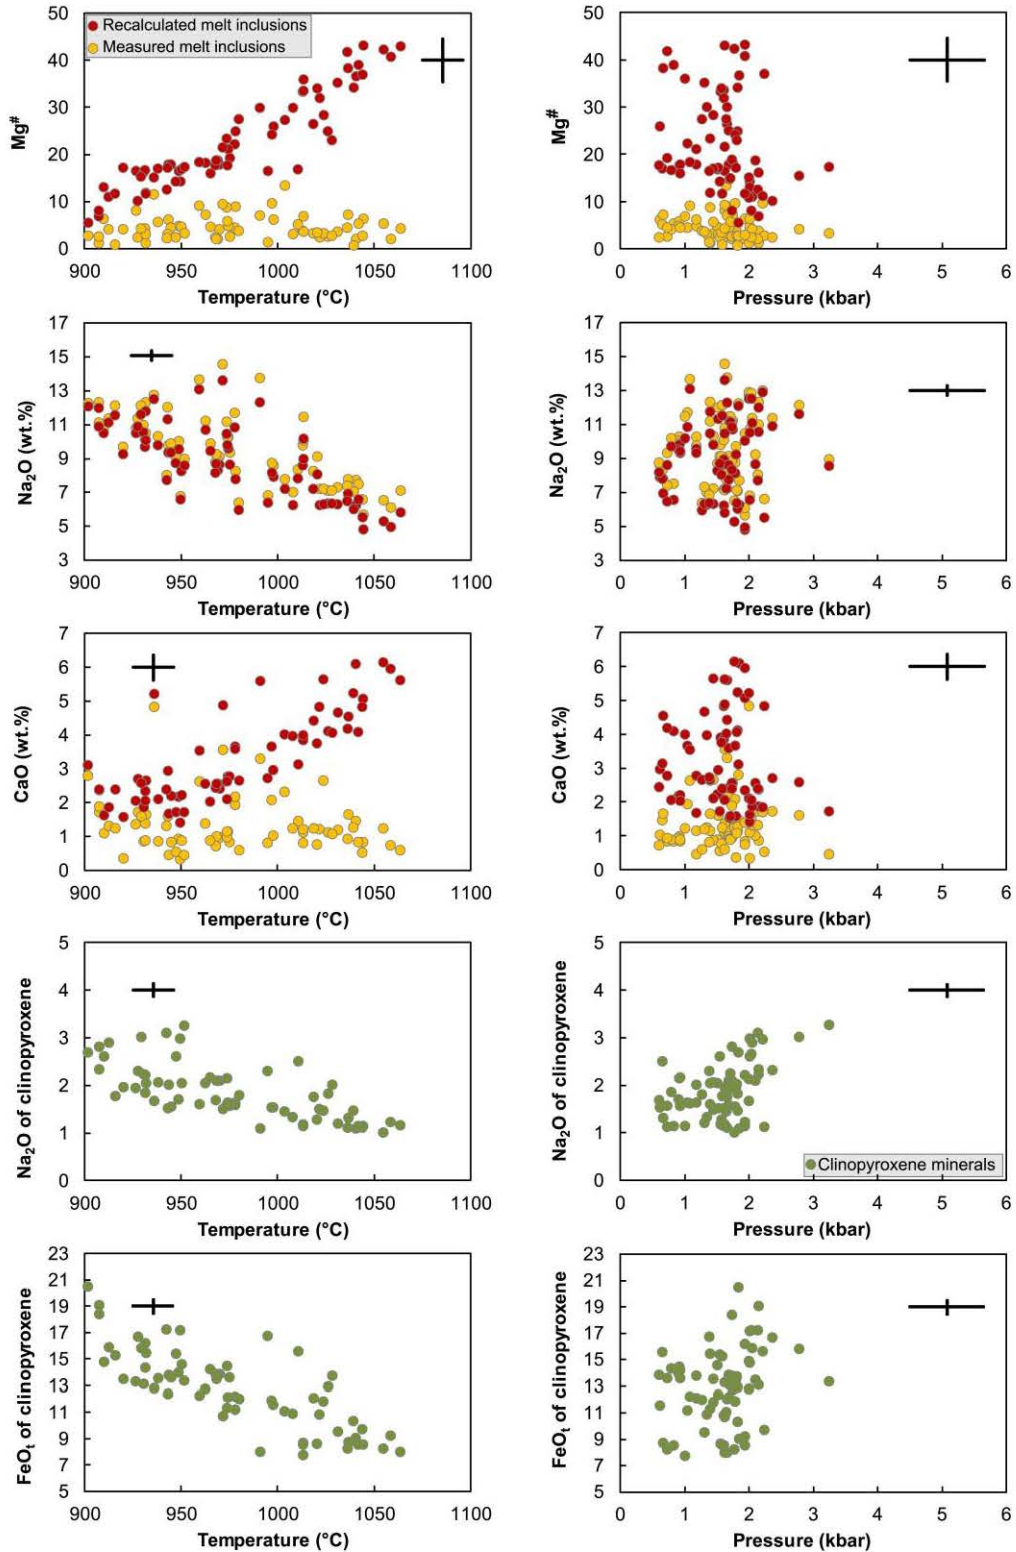 Recalculated melt inclusions
Measured melt inclusions
Mg#
50
40
30
20
10
0
900 950 1000 1050 1100
Temperature (°C)
Mg#
50
40
30
20
10
0
0 1 2 3 4 5 6
Pressure (kbar)
Na₂O (wt.%)
17
15
13
11
9
7
5
3
900 950 1000 1050 1100
Temperature (°C)
Na₂O (wt.%)
17
15
13
11
9
7
5
3
0 1 2 3 4 5 6
Pressure (kbar)
CaO (wt.%)
7
6
5
4
3
2
1
0
900 950 1000 1050 1100
Temperature (°C)
CaO (wt.%)
7
6
5
4
3
2
1
0
0 1 2 3 4 5 6
Pressure (kbar)
Na₂O of clinopyroxene
5
4
3
2
1
0
900 950 1000 1050 1100
Temperature (°C)
Na₂O of clinopyroxene
5
4
3
2
1
0
Clinopyroxene minerals
0 1 2 3 4 5 6
Pressure (kbar)
FeOₜ of clinopyroxene
23
21
19
17
15
13
11
9
7
5
900 950 1000 1050 1100
Temperature (°C)
FeOₜ of clinopyroxene
23
21
19
17
15
13
11
9
7
5
0 1 2 3 4 5 6
Pressure (kbar)